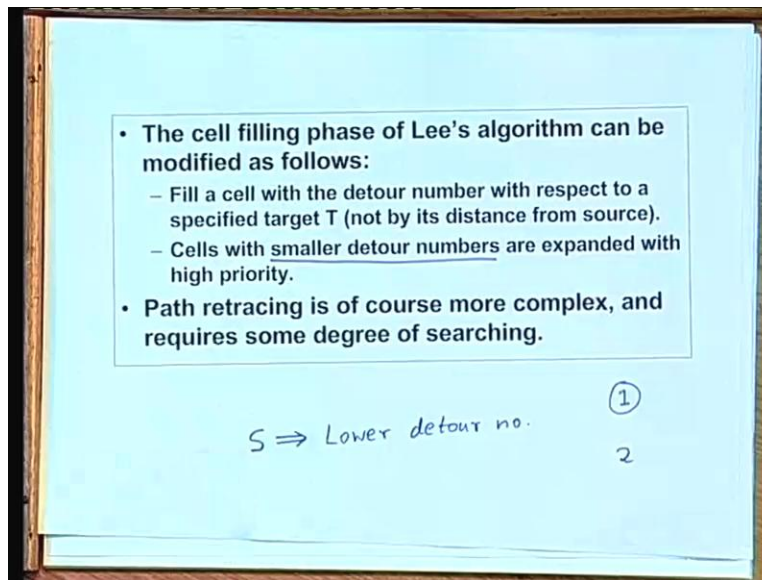 • The cell filling phase of Lee's algorithm can be
modified as follows:
– Fill a cell with the detour number with respect to a
specified target T (not by its distance from source).
– Cells with smaller detour numbers are expanded with
high priority.
• Path retracing is of course more complex, and
requires some degree of searching.
S ⇒ Lower detour no.
1
2